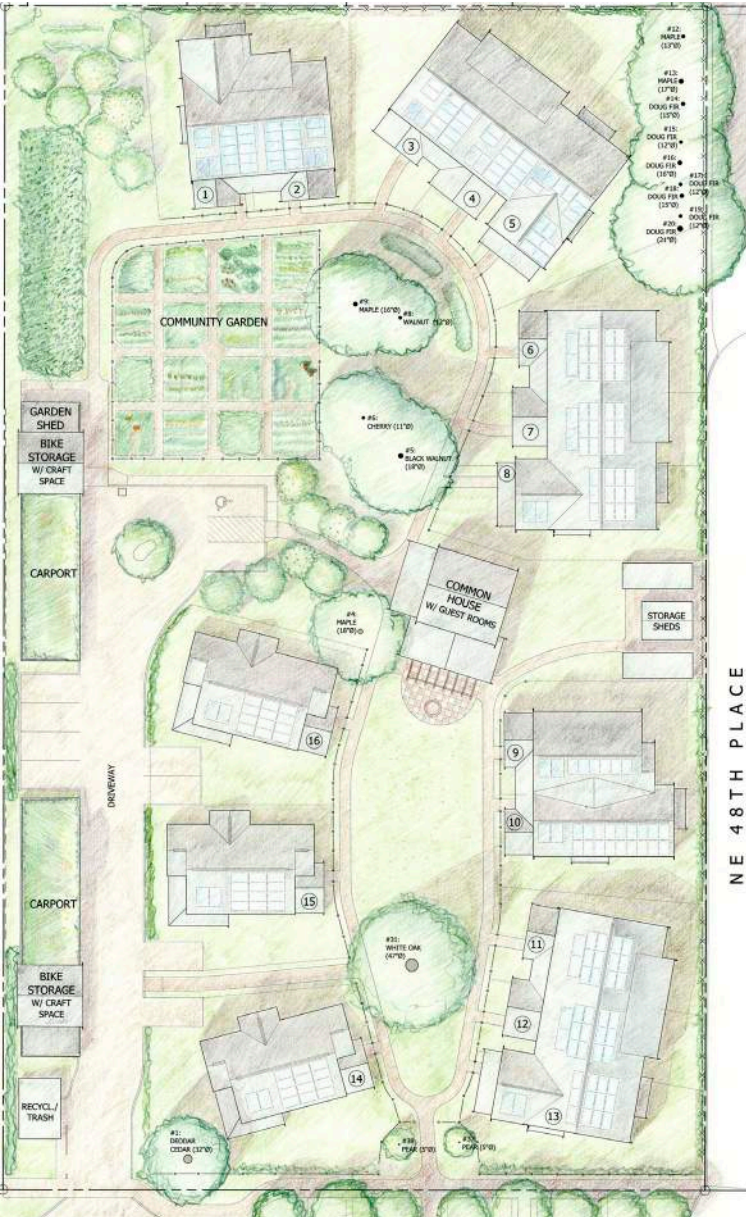 #12:
MAPLE
(13"Ø)
#13:
MAPLE
(17"Ø)
#14:
DOUG FIR
(15"Ø)
#15:
DOUG FIR
(12"Ø)
#16:
DOUG FIR
(16"Ø)
#17:
DOUG FIR
(12"Ø)
#18:
DOUG FIR
(15"Ø)
#19:
DOUG FIR
(12"Ø)
#20:
DOUG FIR
(21"Ø)
1
2
3
4
5
COMMUNITY GARDEN
#9:
MAPLE (16"Ø)
#8:
WALNUT (12"Ø)
6
7
8
#6:
CHERRY (11"Ø)
#5:
BLACK WALNUT
(18"Ø)
GARDEN
SHED
BIKE
STORAGE
W/ CRAFT
SPACE
CARPORT
COMMON
HOUSE
W/ GUEST ROOMS
STORAGE
SHEDS
#4:
MAPLE
(18"Ø)
16
9
10
DRIVEWAY
NE 48TH PLACE
CARPORT
15
#31:
WHITE OAK
(47"Ø)
11
12
13
BIKE
STORAGE
W/ CRAFT
SPACE
14
RECYCL./
TRASH
#1:
DEODAR
CEDAR (32"Ø)
PEAR (5"Ø)
PEAR (5"Ø)